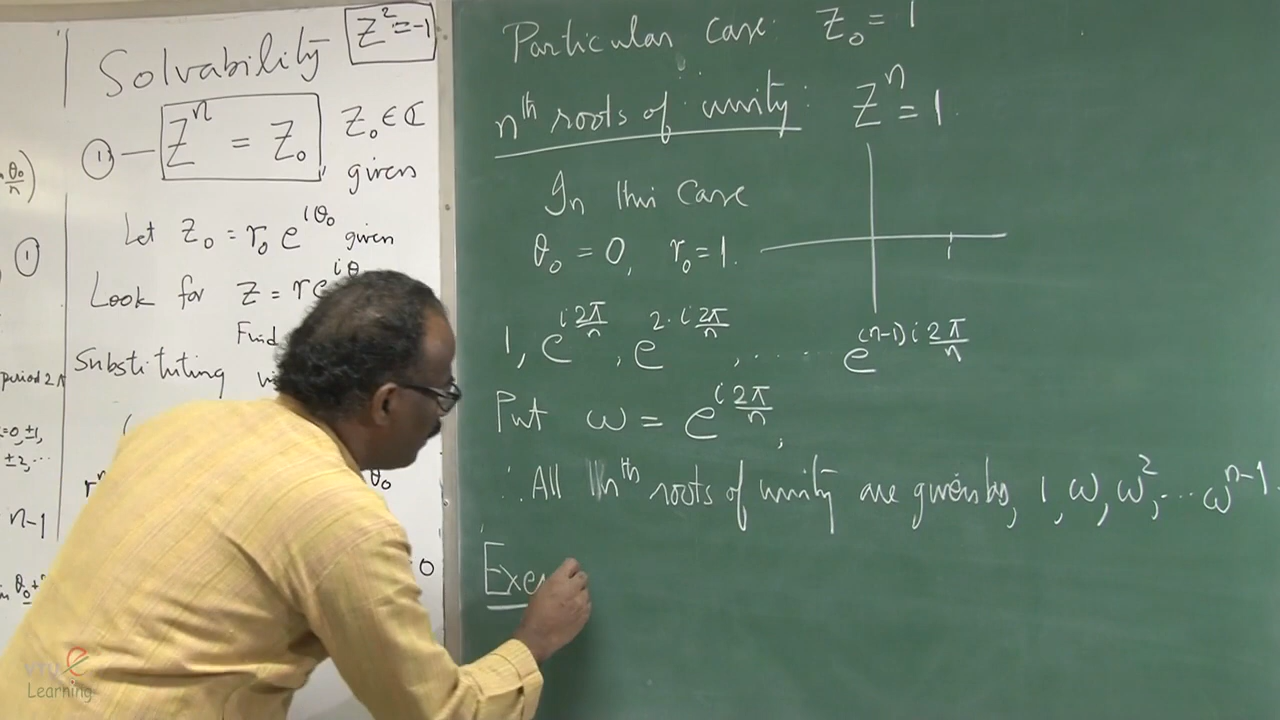 Solvability
Z² = -1
① — Zⁿ = Z₀, Z₀ ∈ ℂ
given
Let Z₀ = r₀ e^{iθ₀} given
Look for Z = r e^{iθ
Find
Substituting
θ₀/n)
①
period 2π
=0, ±1,
±2, ...
n-1
θ₀
0
Particular Case: Z₀ = 1
nth roots of unity: Zⁿ = 1.
In this Case
θ₀ = 0, r₀ = 1.
1
1, e^{i 2π/n}, e^{2·i 2π/n}, ..... e^{(n-1) i 2π/n}
Put ω = e^{i 2π/n},
∴ All nth roots of unity are given by, 1, ω, ω², ... ω^{n-1}.
Exer
e
Learning